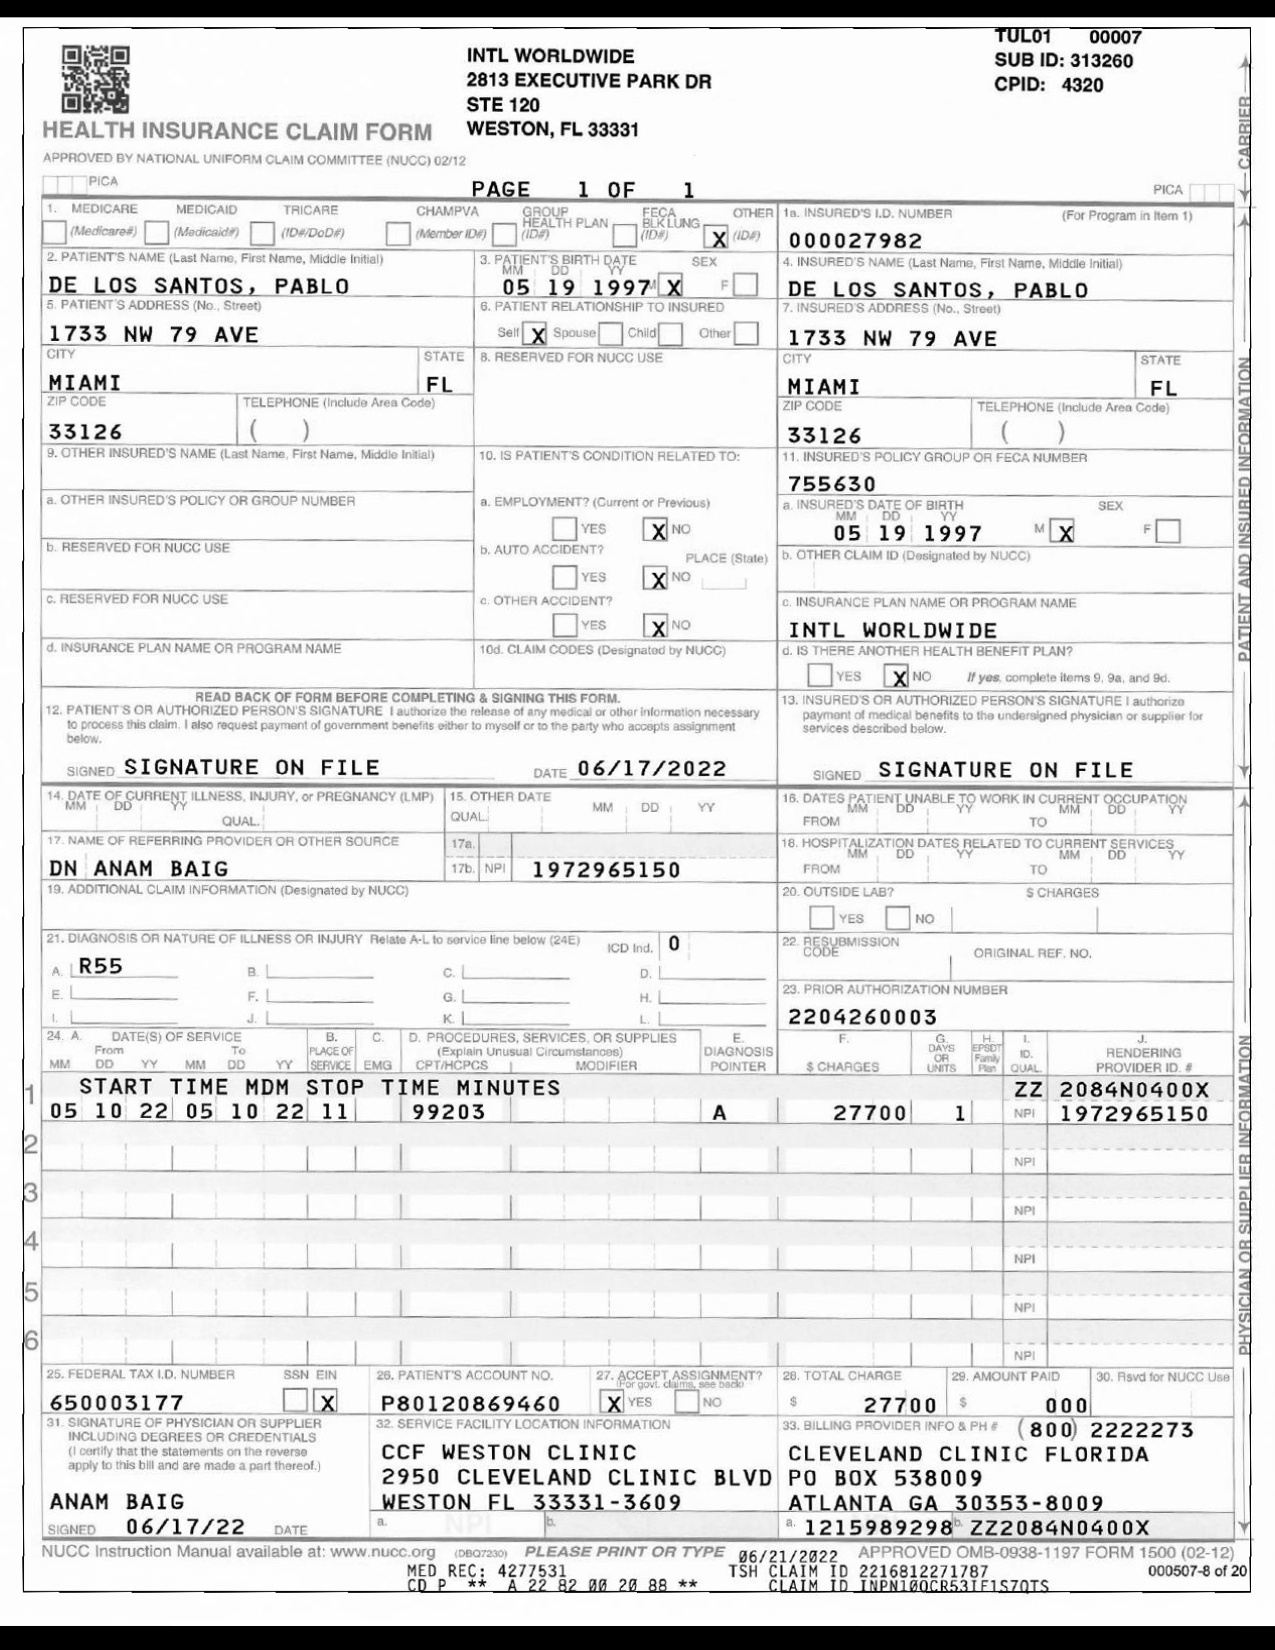 TUL01 00007
INTL WORLDWIDE
SUB ID: 313260
2813 EXECUTIVE PARK DR
CPID: 4320
STE 120
WESTON, FL 33331
HEALTH INSURANCE CLAIM FORM
APPROVED BY NATIONAL UNIFORM CLAIM COMMITTEE (NUCC) 02/12
PICA
PAGE 1 OF 1
PICA
CARRIER
1. MEDICARE MEDICAID TRICARE CHAMPVA GROUP HEALTH PLAN FECA BLK LUNG OTHER
(Medicare#) (Medicaid#) (ID#/DoD#) (Member ID#) (ID#) (ID#) X (ID#)
1a. INSURED'S I.D. NUMBER (For Program in Item 1)
000027982
2. PATIENT'S NAME (Last Name, First Name, Middle Initial)
DE LOS SANTOS, PABLO
3. PATIENT'S BIRTH DATE SEX
MM DD YY
05 19 1997 M X F
4. INSURED'S NAME (Last Name, First Name, Middle Initial)
DE LOS SANTOS, PABLO
5. PATIENT'S ADDRESS (No., Street)
1733 NW 79 AVE
6. PATIENT RELATIONSHIP TO INSURED
Self X Spouse Child Other
7. INSURED'S ADDRESS (No., Street)
1733 NW 79 AVE
CITY STATE
MIAMI FL
8. RESERVED FOR NUCC USE
CITY STATE
MIAMI FL
ZIP CODE TELEPHONE (Include Area Code)
33126 ( )
ZIP CODE TELEPHONE (Include Area Code)
33126 ( )
9. OTHER INSURED'S NAME (Last Name, First Name, Middle Initial)
10. IS PATIENT'S CONDITION RELATED TO:
11. INSURED'S POLICY GROUP OR FECA NUMBER
755630
a. OTHER INSURED'S POLICY OR GROUP NUMBER
a. EMPLOYMENT? (Current or Previous)
YES X NO
a. INSURED'S DATE OF BIRTH SEX
MM DD YY
05 19 1997 M X F
b. RESERVED FOR NUCC USE
b. AUTO ACCIDENT? PLACE (State)
YES X NO
b. OTHER CLAIM ID (Designated by NUCC)
c. RESERVED FOR NUCC USE
c. OTHER ACCIDENT?
YES X NO
c. INSURANCE PLAN NAME OR PROGRAM NAME
INTL WORLDWIDE
d. INSURANCE PLAN NAME OR PROGRAM NAME
10d. CLAIM CODES (Designated by NUCC)
d. IS THERE ANOTHER HEALTH BENEFIT PLAN?
YES X NO If yes, complete items 9, 9a, and 9d.
PATIENT AND INSURED INFORMATION
READ BACK OF FORM BEFORE COMPLETING & SIGNING THIS FORM.
12. PATIENT'S OR AUTHORIZED PERSON'S SIGNATURE I authorize the release of any medical or other information necessary
to process this claim. I also request payment of government benefits either to myself or to the party who accepts assignment
below.
SIGNED SIGNATURE ON FILE DATE 06/17/2022
13. INSURED'S OR AUTHORIZED PERSON'S SIGNATURE I authorize
payment of medical benefits to the undersigned physician or supplier for
services described below.
SIGNED SIGNATURE ON FILE
14. DATE OF CURRENT ILLNESS, INJURY, or PREGNANCY (LMP)
MM DD YY
QUAL.
15. OTHER DATE
QUAL. MM DD YY
16. DATES PATIENT UNABLE TO WORK IN CURRENT OCCUPATION
MM DD YY MM DD YY
FROM TO
17. NAME OF REFERRING PROVIDER OR OTHER SOURCE
DN ANAM BAIG
17a.
17b. NPI 1972965150
18. HOSPITALIZATION DATES RELATED TO CURRENT SERVICES
MM DD YY MM DD YY
FROM TO
19. ADDITIONAL CLAIM INFORMATION (Designated by NUCC)
20. OUTSIDE LAB? $ CHARGES
YES NO
21. DIAGNOSIS OR NATURE OF ILLNESS OR INJURY Relate A-L to service line below (24E) ICD Ind. 0
A. R55 B. C. D.
E. F. G. H.
I. J. K. L.
22. RESUBMISSION
CODE ORIGINAL REF. NO.
23. PRIOR AUTHORIZATION NUMBER
2204260003
24. A. DATE(S) OF SERVICE B. C. D. PROCEDURES, SERVICES, OR SUPPLIES E. F. G. H. I. J.
From To PLACE OF (Explain Unusual Circumstances) DIAGNOSIS DAYS OR UNITS EPSDT Family Plan ID. RENDERING
MM DD YY MM DD YY SERVICE EMG CPT/HCPCS MODIFIER POINTER $ CHARGES QUAL. PROVIDER ID. #
1
START TIME MDM STOP TIME MINUTES ZZ 2084N0400X
05 10 22 05 10 22 11 99203 A 27700 1 NPI 1972965150
2
NPI
3
NPI
4
NPI
5
NPI
6
NPI
PHYSICIAN OR SUPPLIER INFORMATION
25. FEDERAL TAX I.D. NUMBER SSN EIN
650003177 X
26. PATIENT'S ACCOUNT NO.
P80120869460
27. ACCEPT ASSIGNMENT?
(For govt. claims, see back)
X YES NO
28. TOTAL CHARGE
$ 27700
29. AMOUNT PAID
$ 000
30. Rsvd for NUCC Use
31. SIGNATURE OF PHYSICIAN OR SUPPLIER
INCLUDING DEGREES OR CREDENTIALS
(I certify that the statements on the reverse
apply to this bill and are made a part thereof.)
ANAM BAIG
SIGNED 06/17/22 DATE
32. SERVICE FACILITY LOCATION INFORMATION
CCF WESTON CLINIC
2950 CLEVELAND CLINIC BLVD
WESTON FL 33331-3609
a. NPI b.
33. BILLING PROVIDER INFO & PH # (800) 2222273
CLEVELAND CLINIC FLORIDA
PO BOX 538009
ATLANTA GA 30353-8009
a. 1215989298 b. ZZ2084N0400X
NUCC Instruction Manual available at: www.nucc.org (DBQ7230) PLEASE PRINT OR TYPE 06/21/2022 APPROVED OMB-0938-1197 FORM 1500 (02-12)
MED REC: 4277531 TSH CLAIM ID 2216812271787 000507-8 of 20
CD P ** A 22 82 00 20 88 ** CLAIM ID INPN10QCR53IF1S7QTS